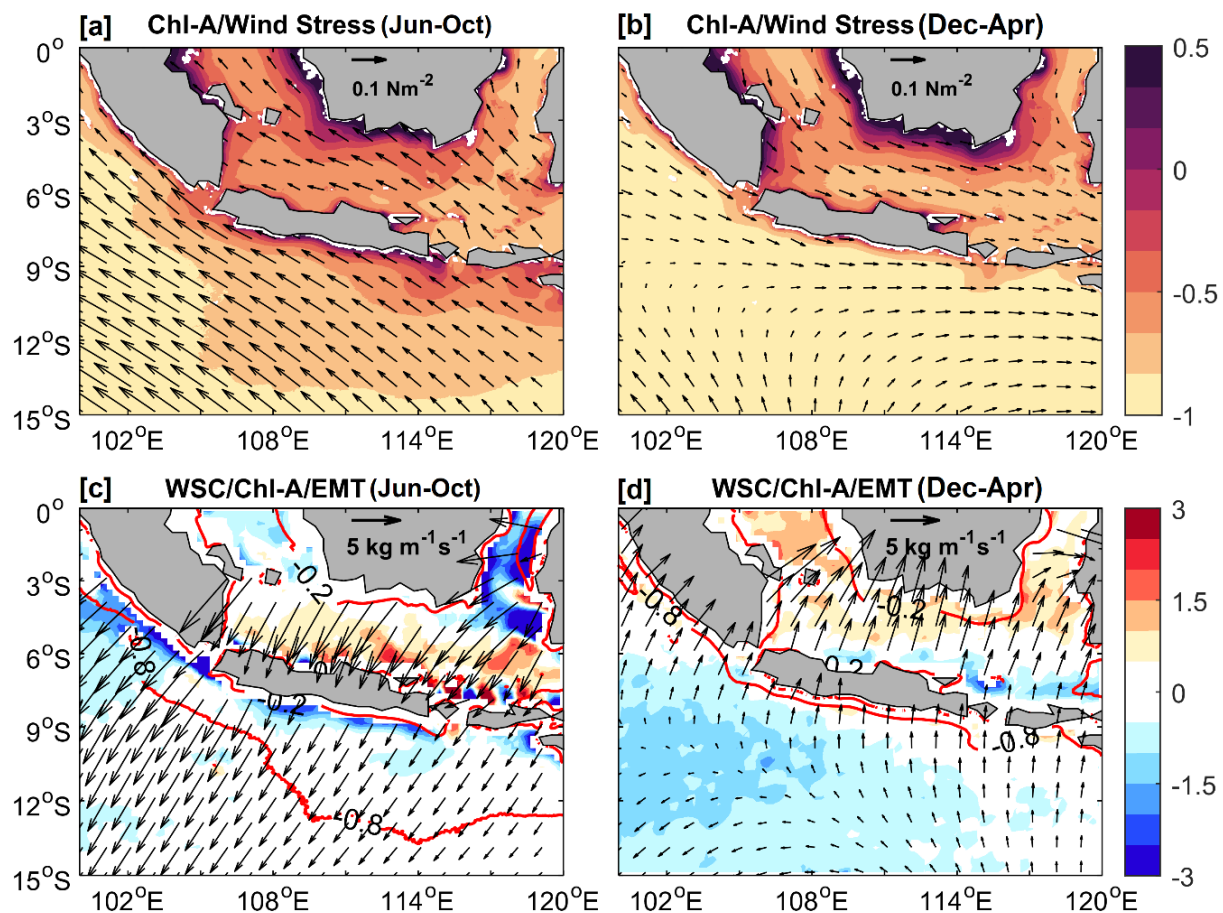 [a] Chl-A/Wind Stress (Jun-Oct)
[b] Chl-A/Wind Stress (Dec-Apr)
0°
3°S
6°S
9°S
12°S
15°S
0.1 Nm⁻²
0.1 Nm⁻²
0.5
0
-0.5
-1
102°E 108°E 114°E 120°E
102°E 108°E 114°E 120°E
[c] WSC/Chl-A/EMT (Jun-Oct)
[d] WSC/Chl-A/EMT (Dec-Apr)
0°
3°S
6°S
9°S
12°S
15°S
5 kg m⁻¹s⁻¹
-0.2
-0.8
-0.2
-0.8
5 kg m⁻¹s⁻¹
-0.8
-0.2
-0.8
3
1.5
0
-1.5
-3
102°E 108°E 114°E 120°E
102°E 108°E 114°E 120°E